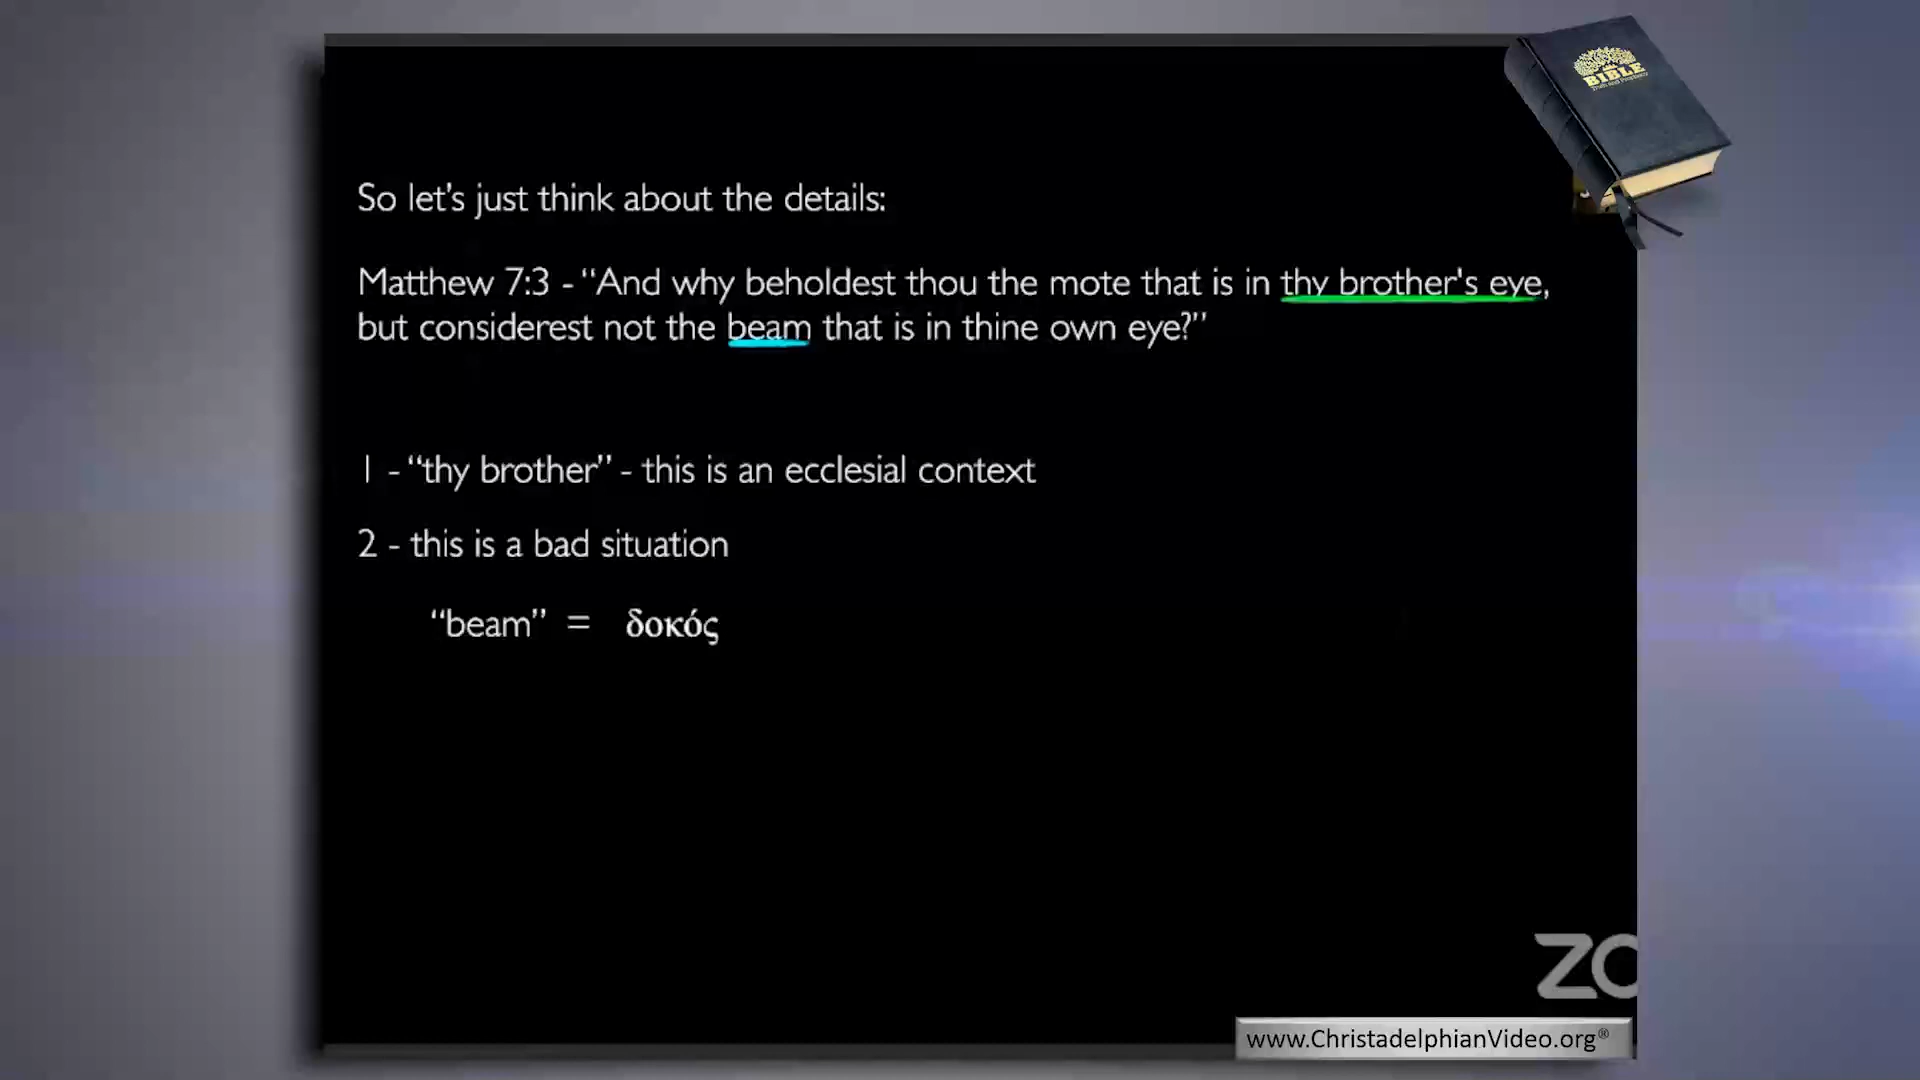 BIBLE
So let's just think about the details:
Matthew 7:3 - “And why beholdest thou the mote that is in thy brother's eye,
but considerest not the beam that is in thine own eye?”
1 - “thy brother” - this is an ecclesial context
2 - this is a bad situation
“beam” = δοκός
ZO
www.ChristadelphianVideo.org®